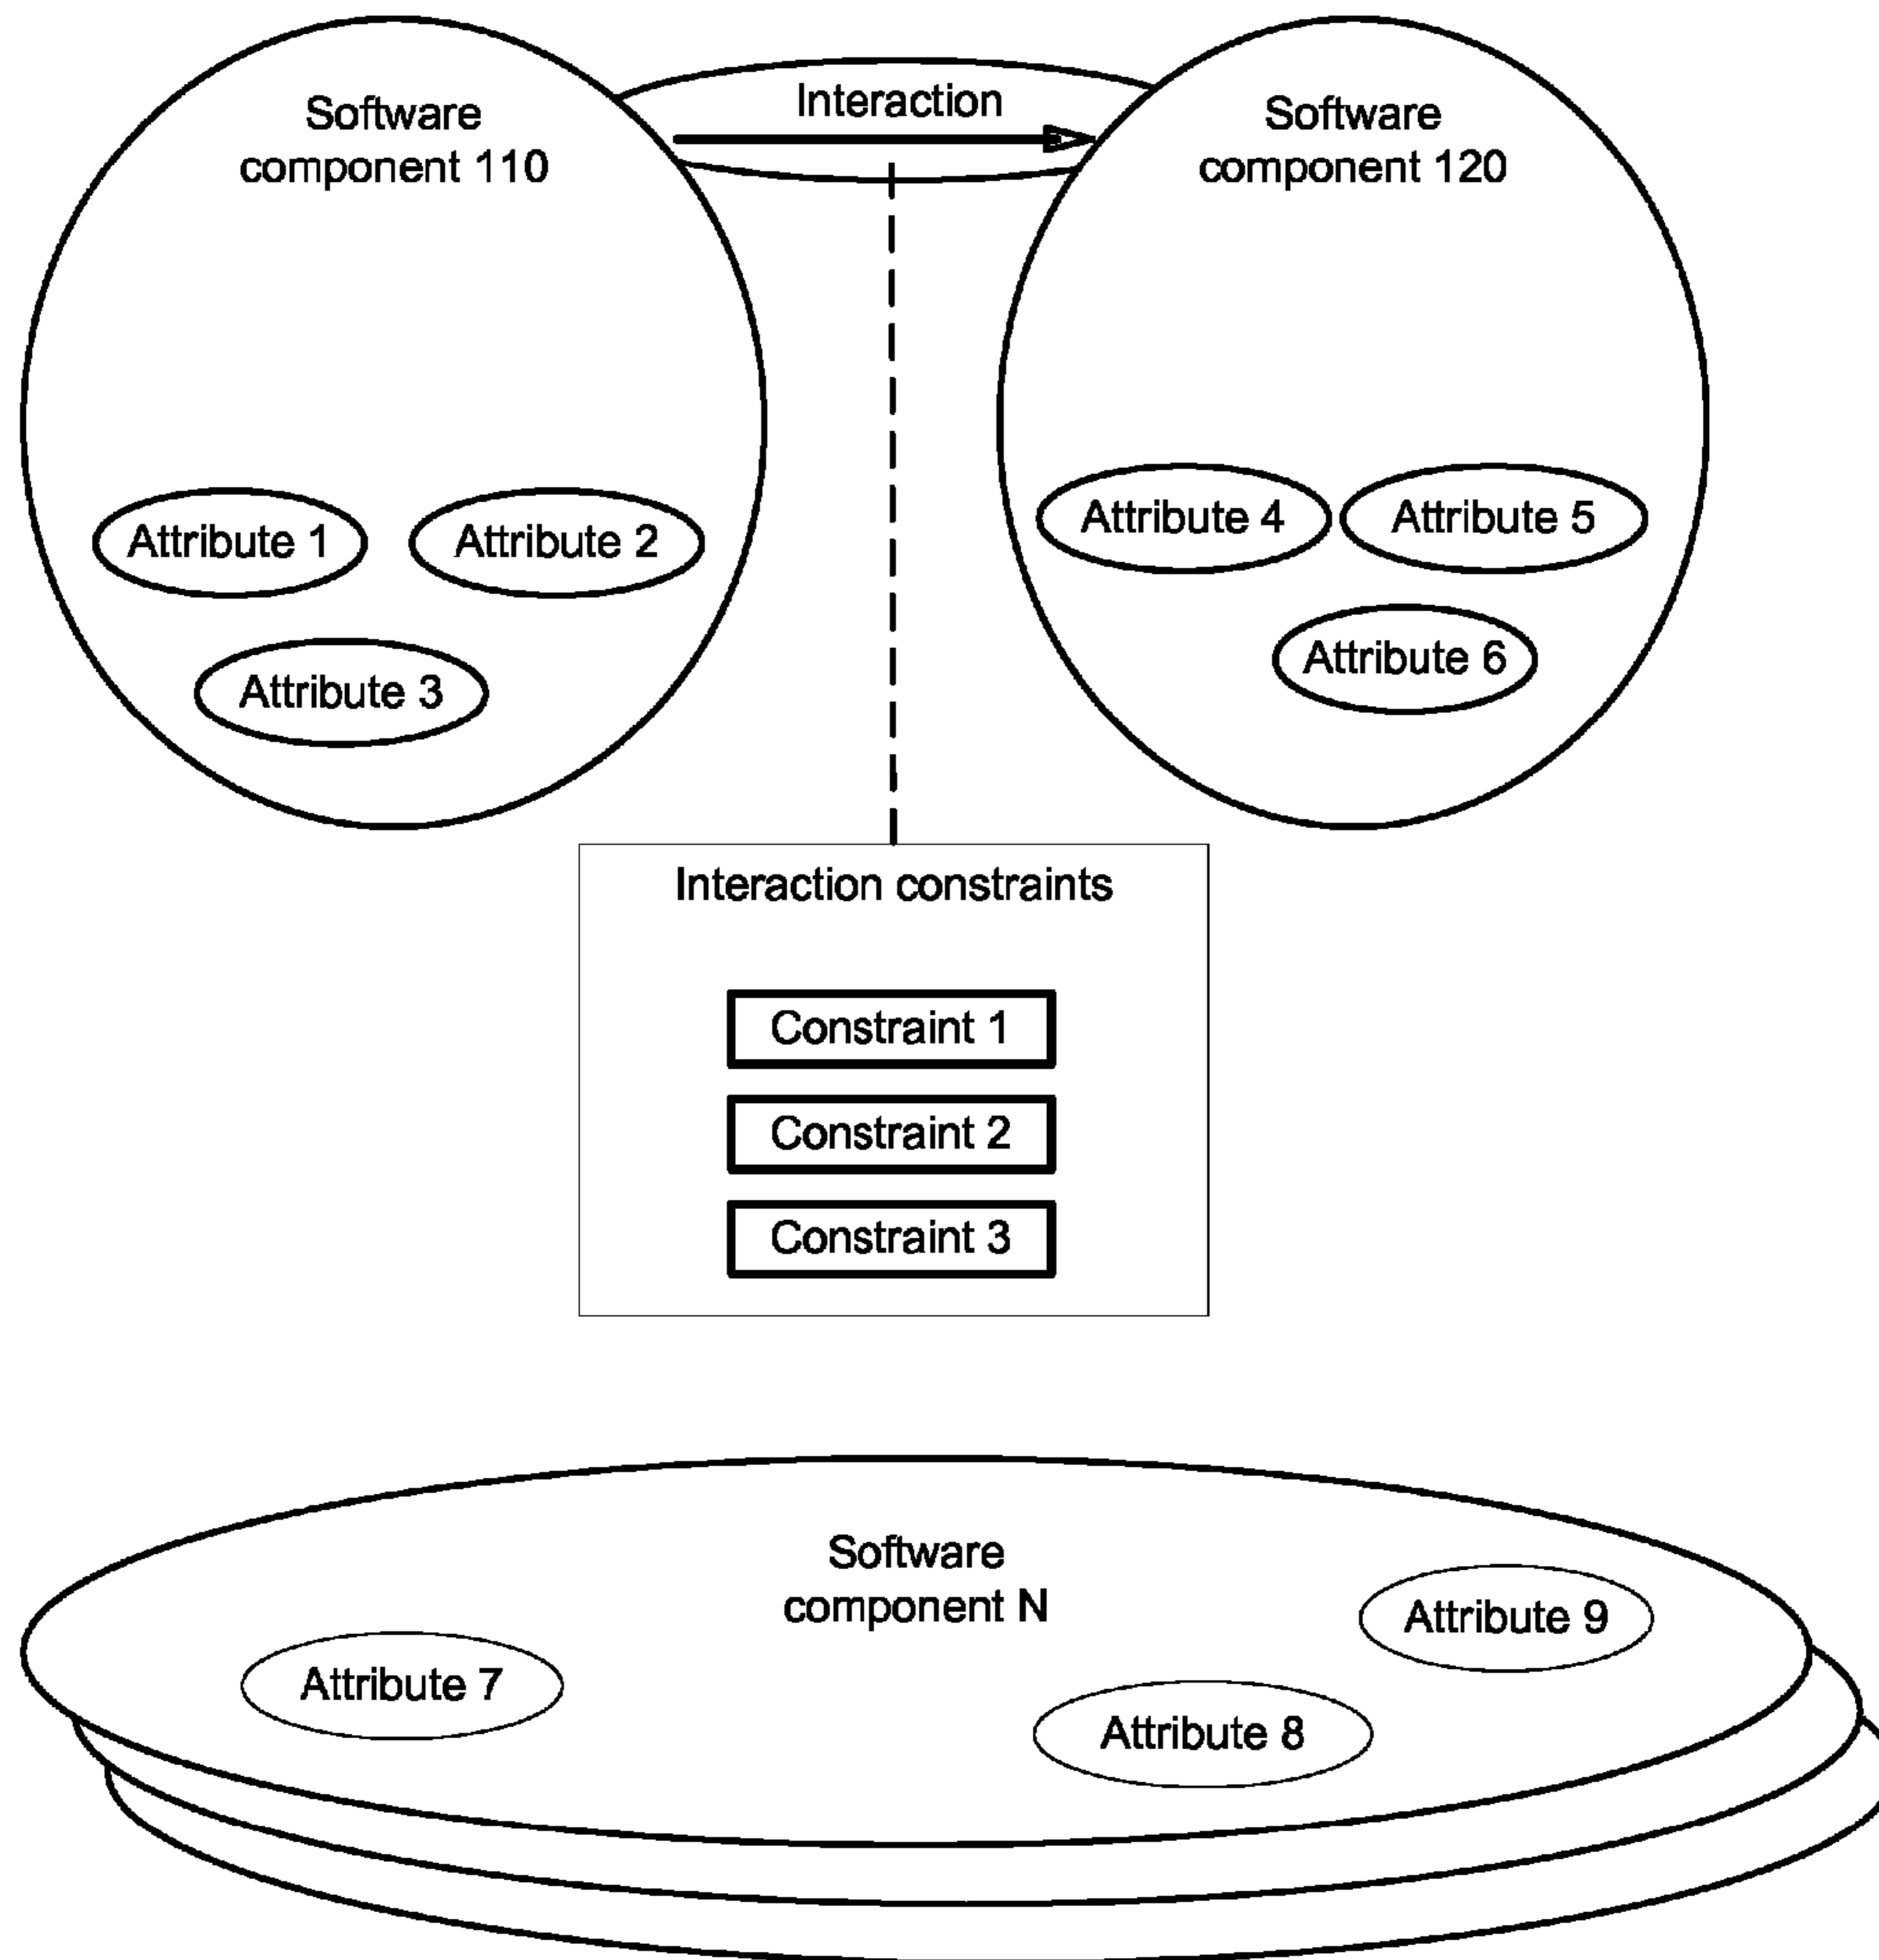 Software
component 110
Interaction
Software
component 120
Attribute 1
Attribute 2
Attribute 3
Attribute 4
Attribute 5
Attribute 6
Interaction constraints
Constraint 1
Constraint 2
Constraint 3
Software
component N
Attribute 7
Attribute 8
Attribute 9